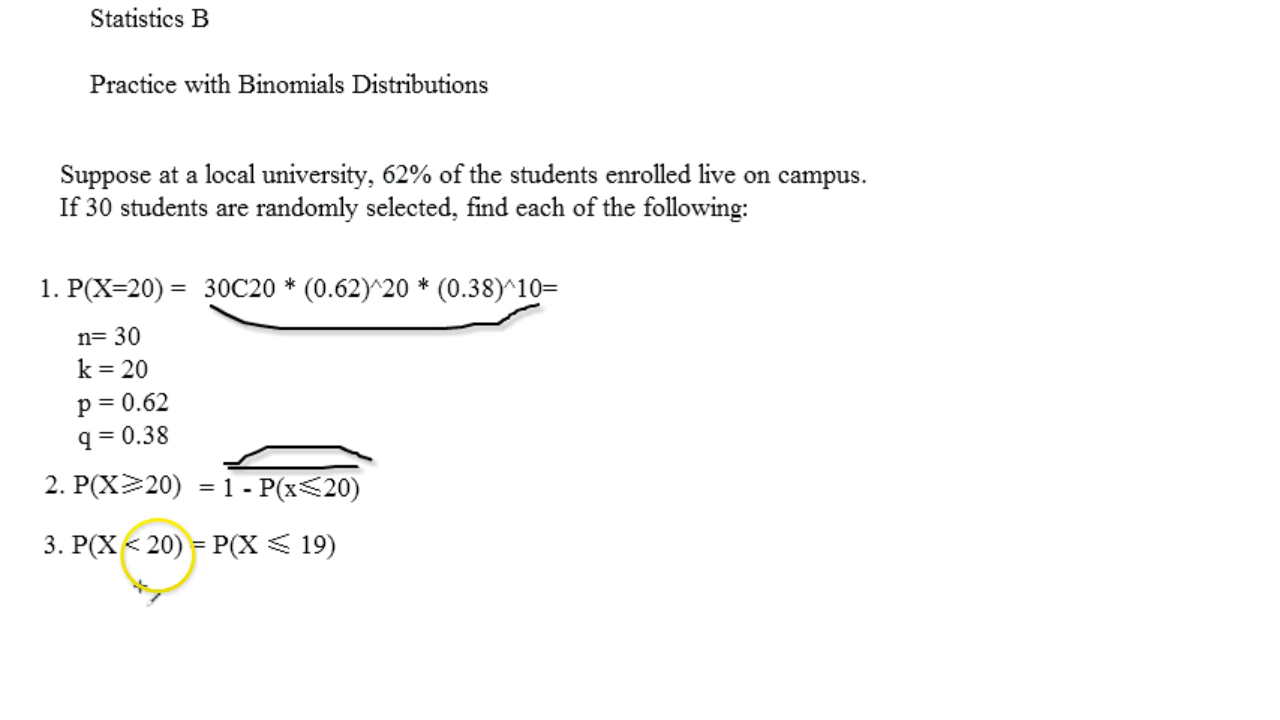 Statistics B
Practice with Binomials Distributions
Suppose at a local university, 62% of the students enrolled live on campus.
If 30 students are randomly selected, find each of the following:
1. P(X=20) = 30C20 * (0.62)^20 * (0.38)^10=
n= 30
k = 20
p = 0.62
q = 0.38
2. P(X⩾20) = 1 - P(x⩽20)
3. P(X < 20) = P(X ⩽ 19)